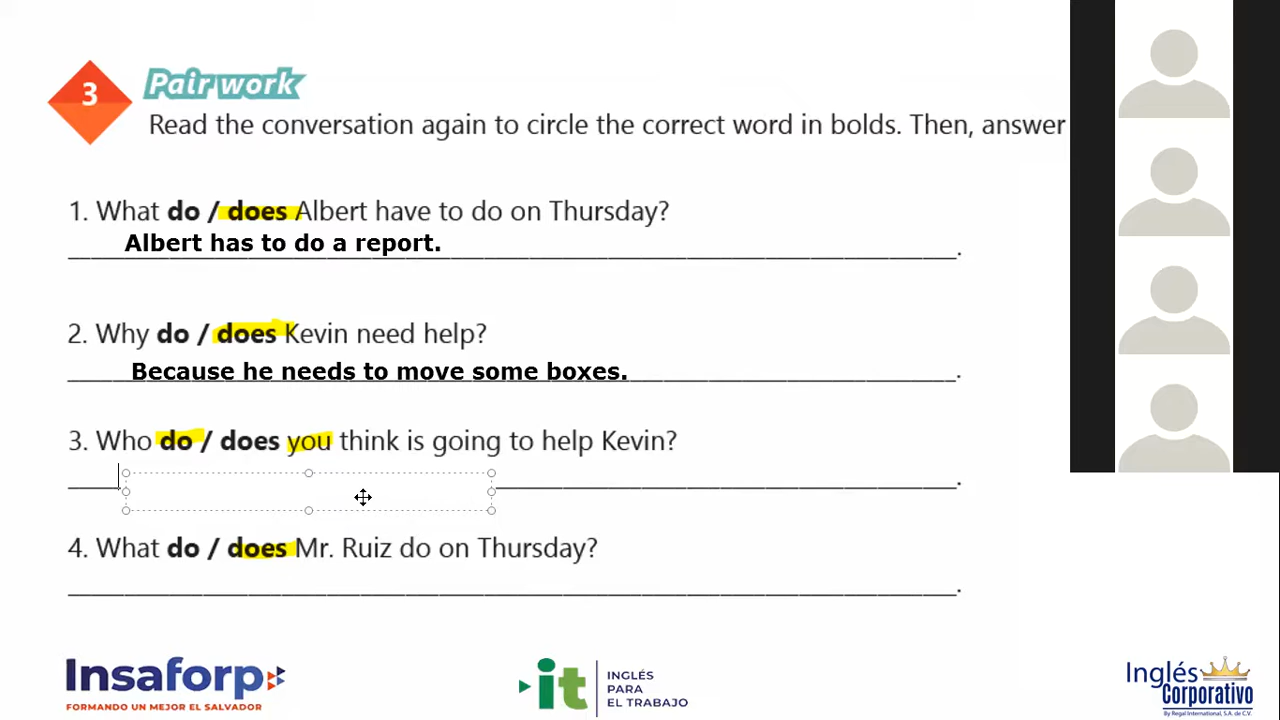 3
Pair work
Read the conversation again to circle the correct word in bolds. Then, answer
1. What do / does Albert have to do on Thursday?
Albert has to do a report.
2. Why do / does Kevin need help?
Because he needs to move some boxes.
3. Who do / does you think is going to help Kevin?
4. What do / does Mr. Ruiz do on Thursday?
Insaforp
FORMANDO UN MEJOR EL SALVADOR
it
INGLÉS
PARA
EL TRABAJO
Inglés
Corporativo
By Regal International, S.A. de C.V.